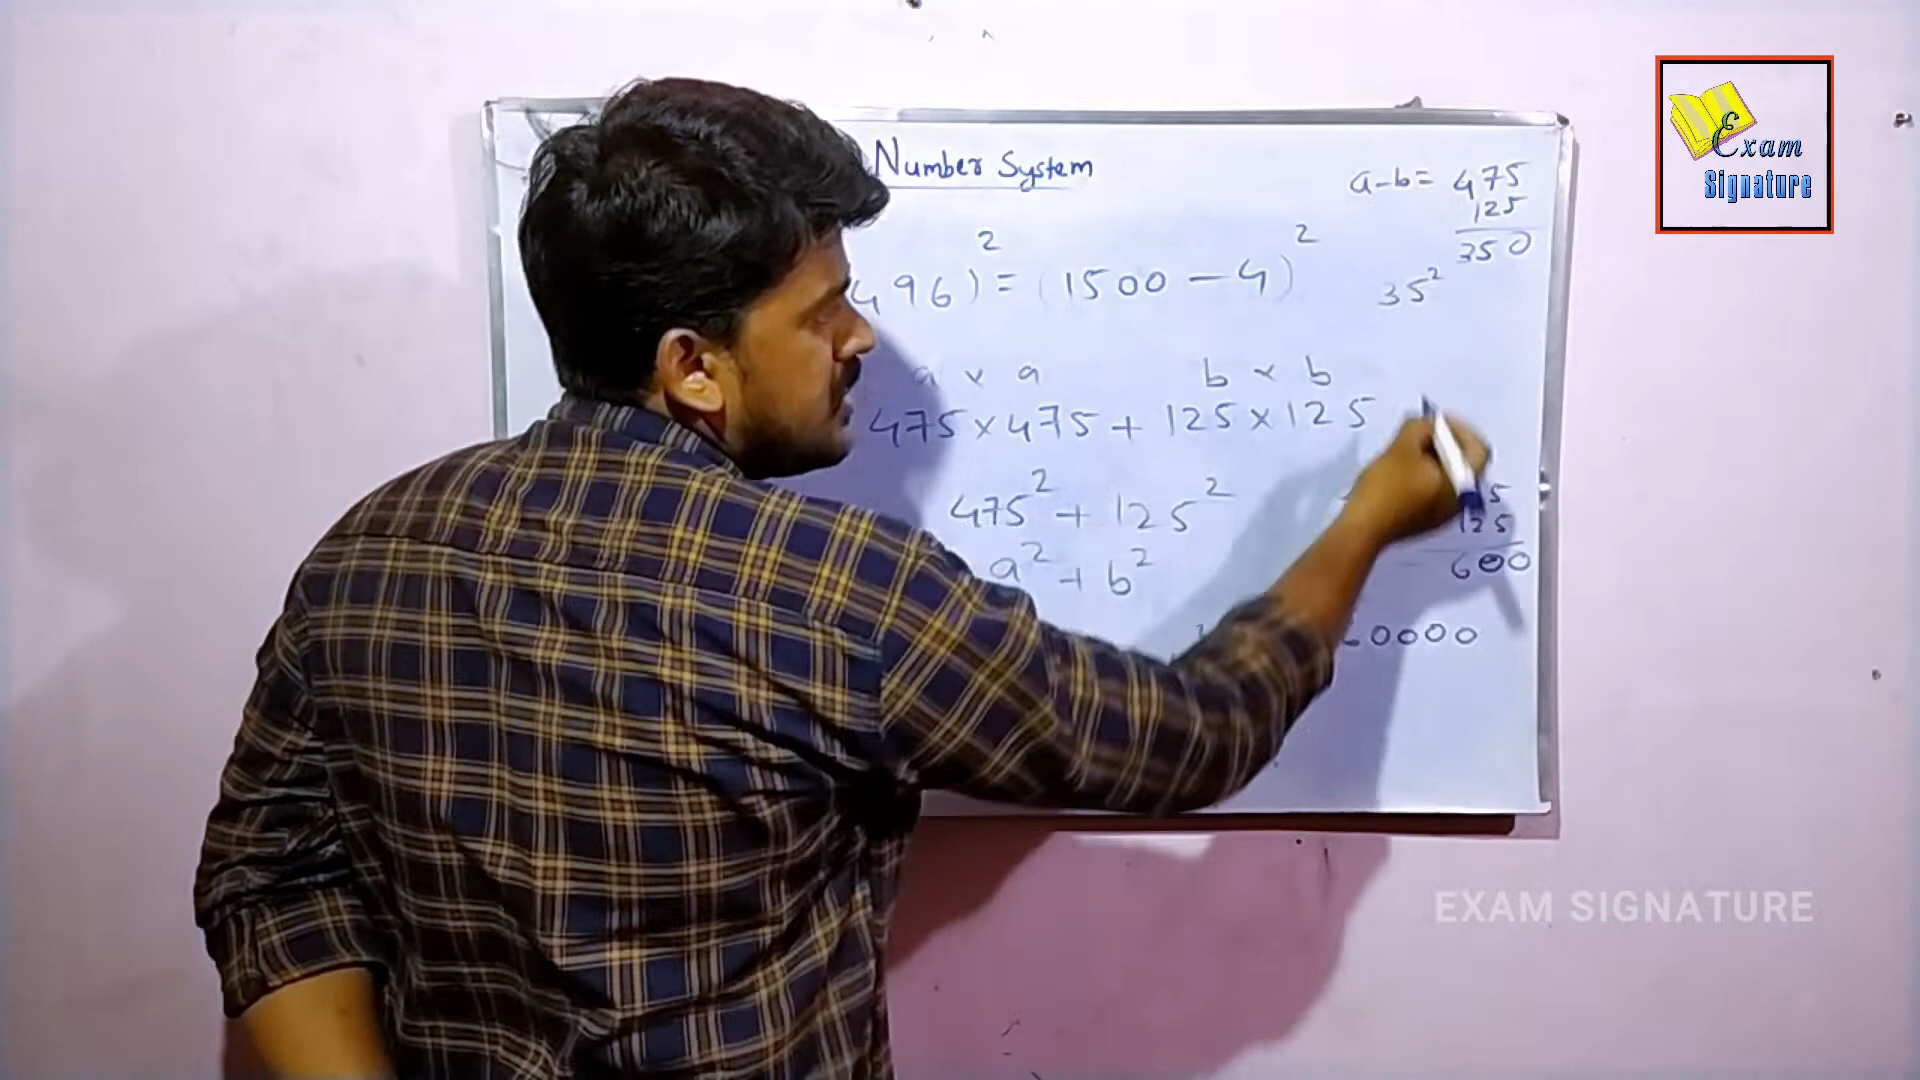 Number System
a-b= 475
125
350
35²
496)² = (1500 - 4)²
a × a b × b
475×475 + 125×125
475² + 125²
a² + b²
5
125
600
60000
Exam
Signature
EXAM SIGNATURE